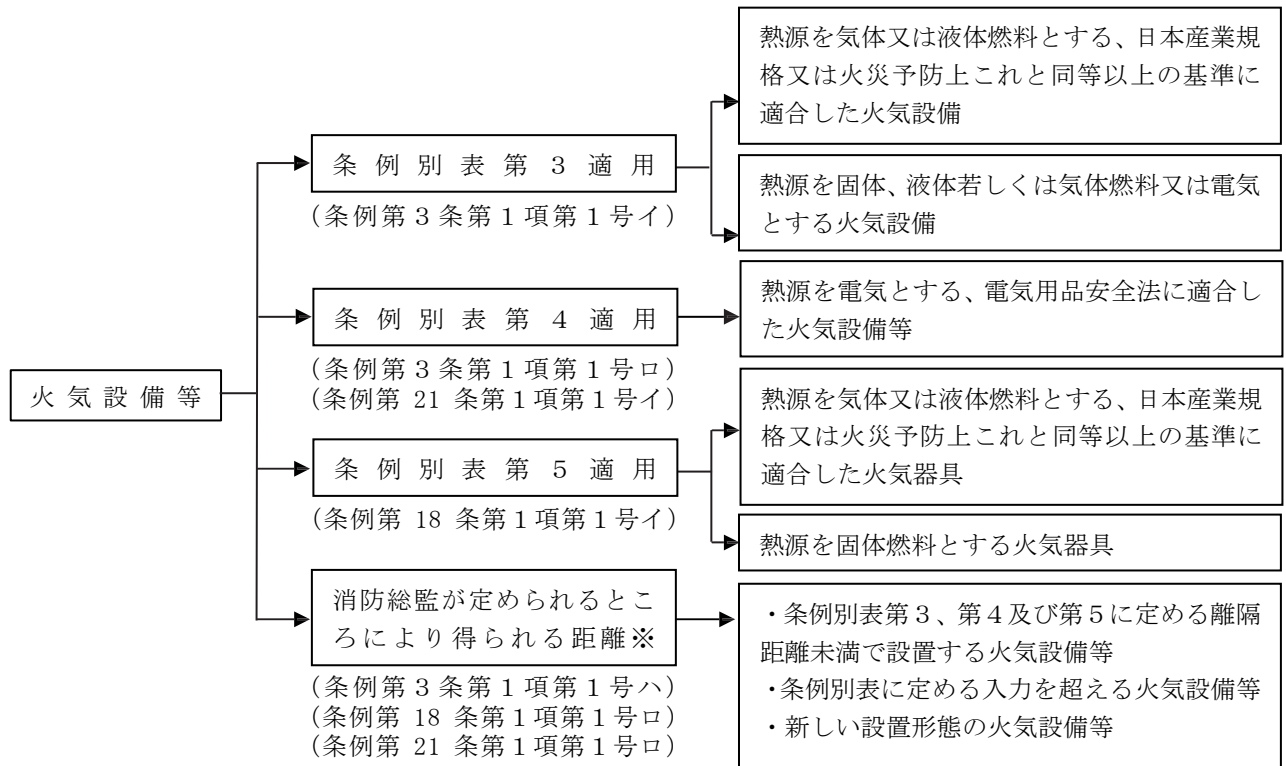 火気設備等
条例別表第３適用
（条例第３条第１項第１号イ）
熱源を気体又は液体燃料とする、日本産業規
格又は火災予防上これと同等以上の基準に
適合した火気設備
熱源を固体、液体若しくは気体燃料又は電気
とする火気設備
条例別表第４適用
（条例第３条第１項第１号ロ）
（条例第 21 条第１項第１号イ）
熱源を電気とする、電気用品安全法に適合し
た火気設備等
条例別表第５適用
（条例第 18 条第１項第１号イ）
熱源を気体又は液体燃料とする、日本産業規
格又は火災予防上これと同等以上の基準に
適合した火気器具
熱源を固体燃料とする火気器具
消防総監が定められるとこ
ろにより得られる距離※
（条例第３条第１項第１号ハ）
（条例第 18 条第１項第１号ロ）
（条例第 21 条第１項第１号ロ）
・条例別表第３、第４及び第５に定める離隔
距離未満で設置する火気設備等
・条例別表に定める入力を超える火気設備等
・新しい設置形態の火気設備等